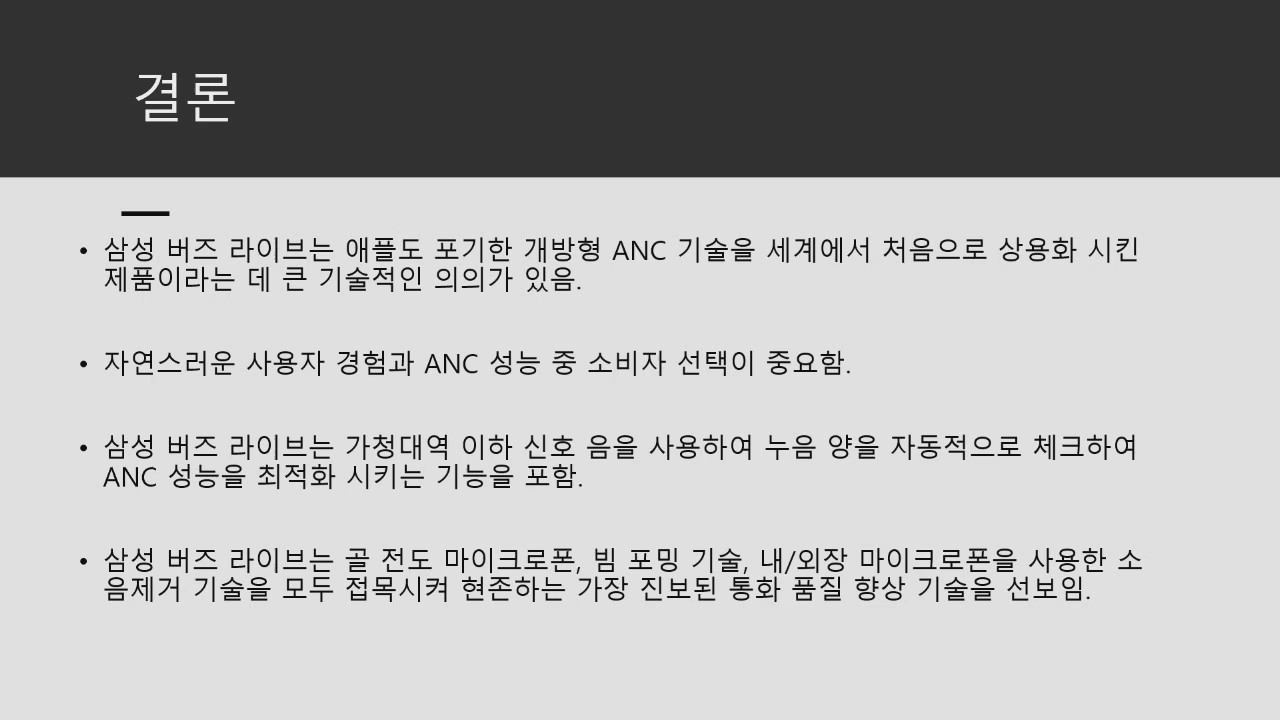 결론
• 삼성 버즈 라이브는 애플도 포기한 개방형 ANC 기술을 세계에서 처음으로 상용화 시킨
제품이라는 데 큰 기술적인 의의가 있음.
• 자연스러운 사용자 경험과 ANC 성능 중 소비자 선택이 중요함.
• 삼성 버즈 라이브는 가청대역 이하 신호 음을 사용하여 누음 양을 자동적으로 체크하여
ANC 성능을 최적화 시키는 기능을 포함.
• 삼성 버즈 라이브는 골 전도 마이크로폰, 빔 포밍 기술, 내/외장 마이크로폰을 사용한 소
음제거 기술을 모두 접목시켜 현존하는 가장 진보된 통화 품질 향상 기술을 선보임.